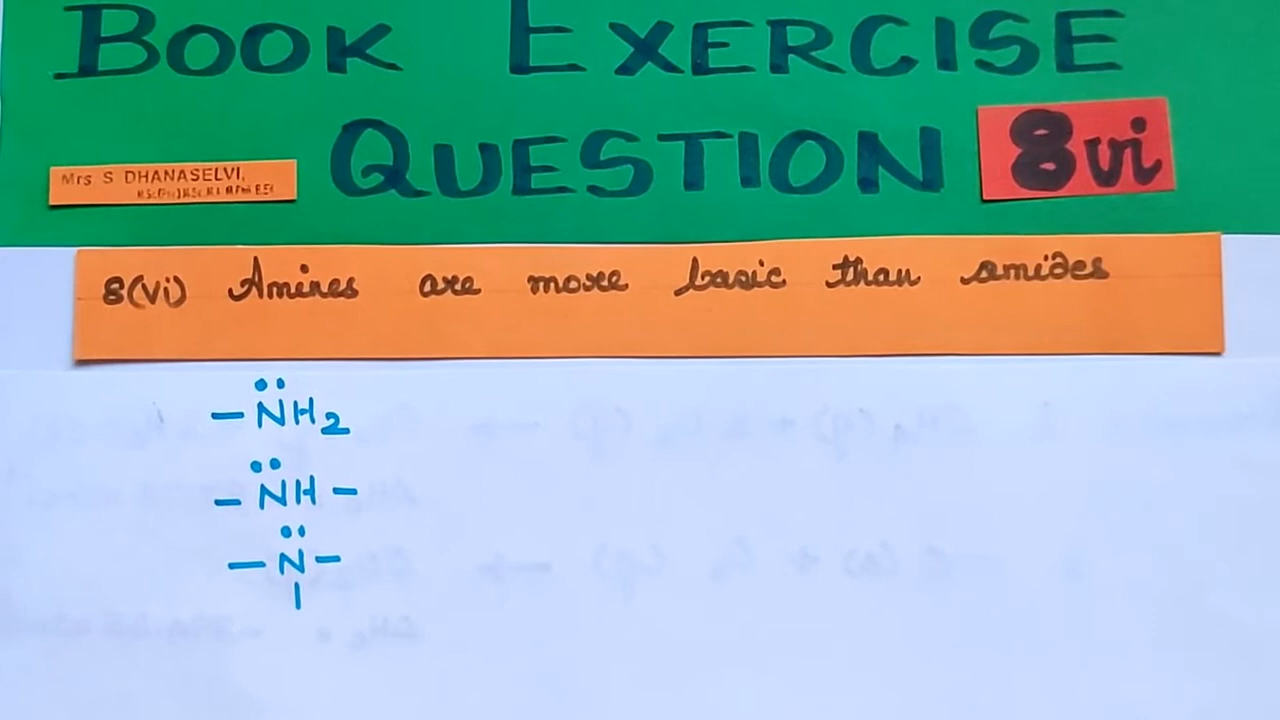 BOOK EXERCISE
QUESTION 8vi
Mrs S DHANASELVI,
8(vi) Amines are more basic than amides
–N̈H₂
–N̈H–
–N̈–